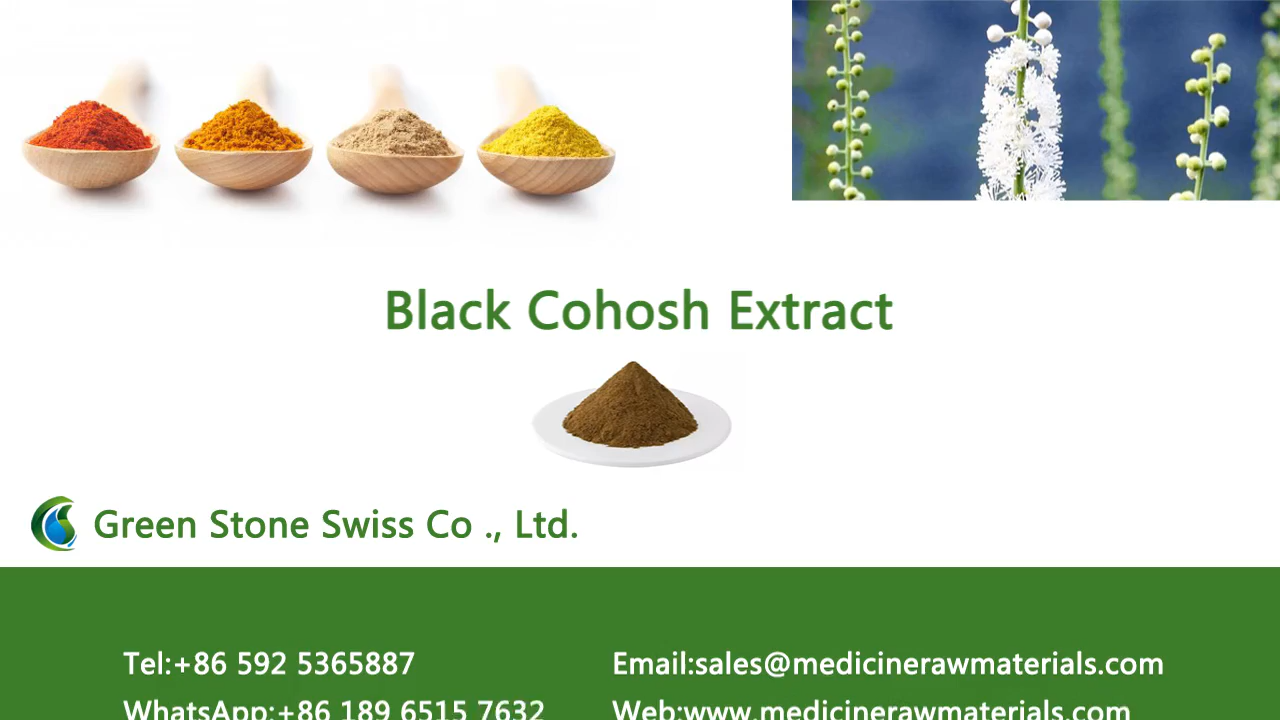 Black Cohosh Extract
Green Stone Swiss Co ., Ltd.
Tel:+86 592 5365887
Email:sales@medicinerawmaterials.com
WhatsApp:+86 189 6515 7632
Web:www.medicinerawmaterials.com